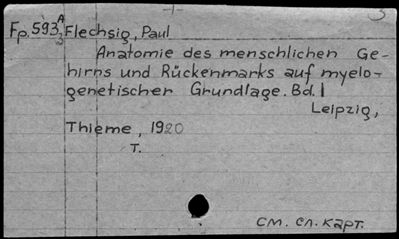 Fp. 593 A/3 Flechsig, Paul
Anatomie des menschlichen Ge-
hirns und Rückenmarks auf myelo-
genetischer Grundlage. Bd. I
Leipzig,
Thieme, 1920
T.
см. сл. карт.